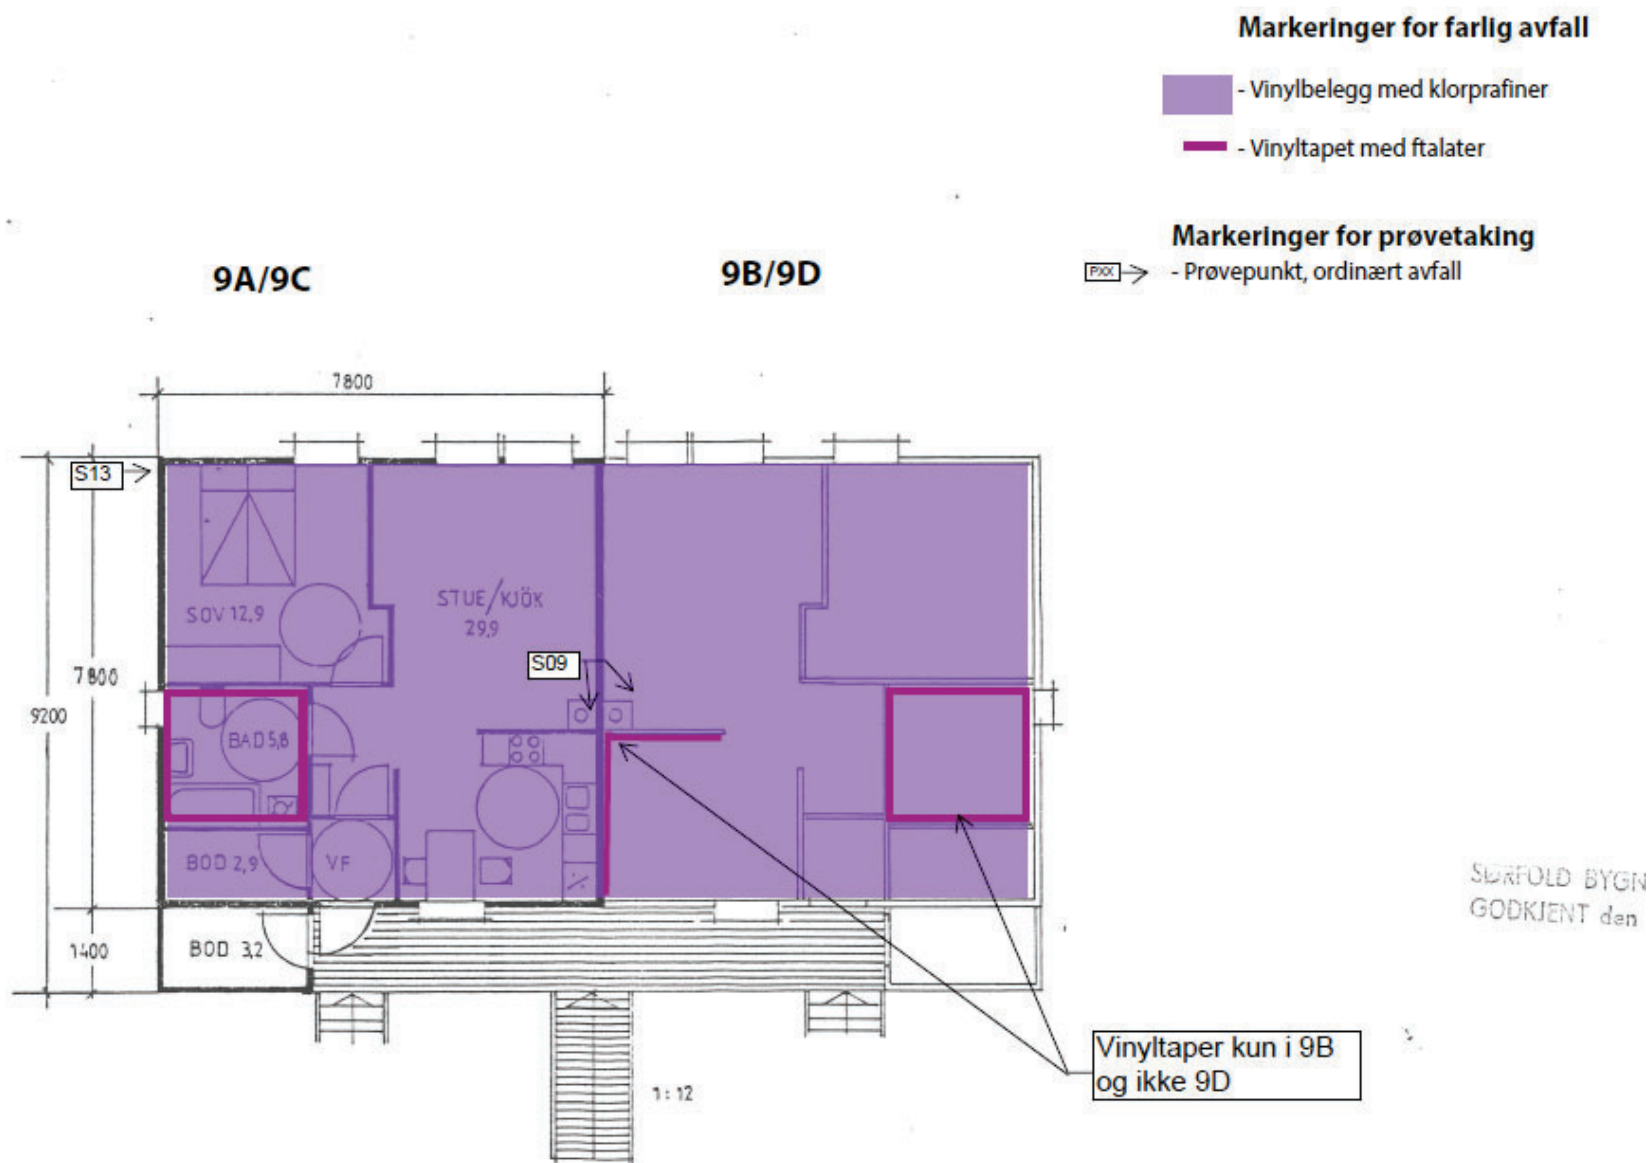 Markeringer for farlig avfall
- Vinylbelegg med klorprafiner
- Vinyltapet med ftalater
Markeringer for prøvetaking
PXX - Prøvepunkt, ordinært avfall
9A/9C
9B/9D
7800
S13
SOV 12,9
STUE/KJÖK
29,9
S09
7800
9200
BAD 5,8
BOD 2,9
VF
1400
BOD 3,2
SØRFOLD BYGN
GODKJENT den
Vinyltaper kun i 9B
og ikke 9D
1:12